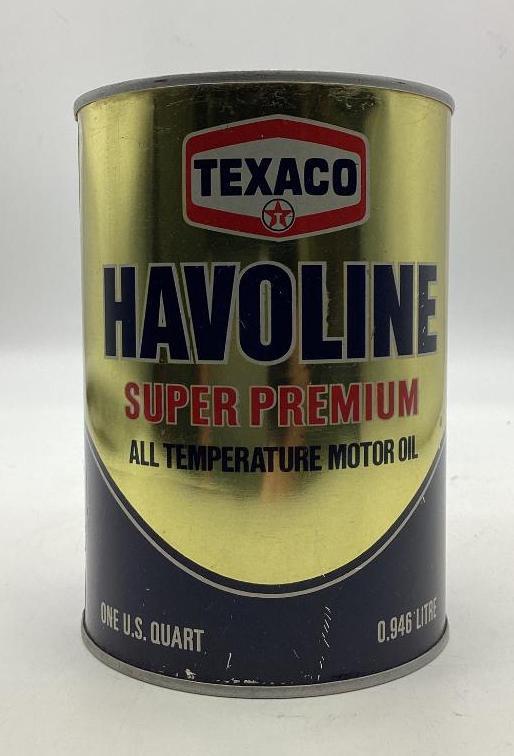 TEXACO
T
HAVOLINE
SUPER PREMIUM
ALL TEMPERATURE MOTOR OIL
ONE U.S. QUART
0.946 LITRE